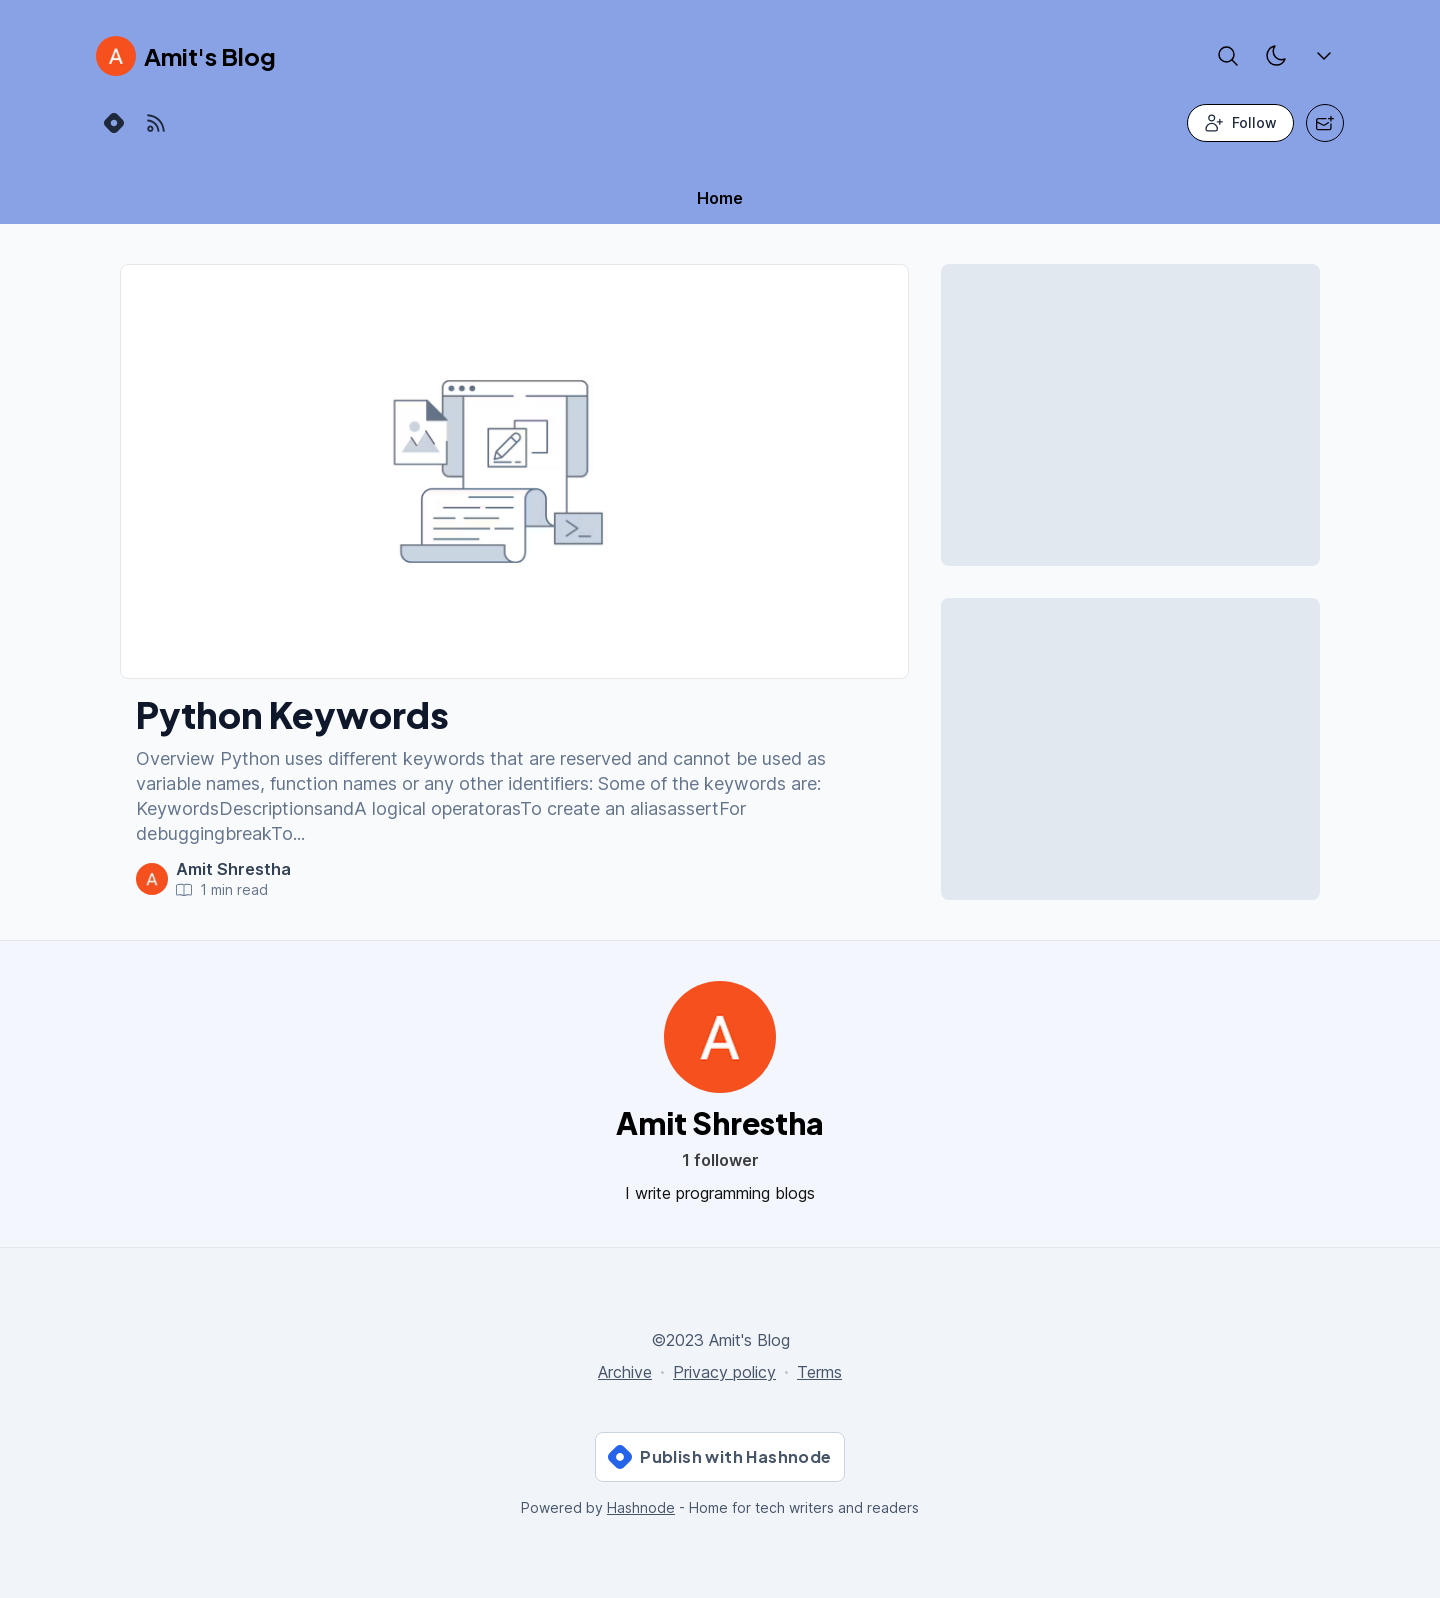 A
Amit's Blog
Follow
Home
Python Keywords
Overview Python uses different keywords that are reserved and cannot be used as
variable names, function names or any other identifiers: Some of the keywords are:
KeywordsDescriptionsandA logical operatorasTo create an aliasassertFor
debuggingbreakTo...
A
Amit Shrestha
1 min read
A
Amit Shrestha
1 follower
I write programming blogs
©2023 Amit's Blog
Archive · Privacy policy · Terms
Publish with Hashnode
Powered by Hashnode - Home for tech writers and readers